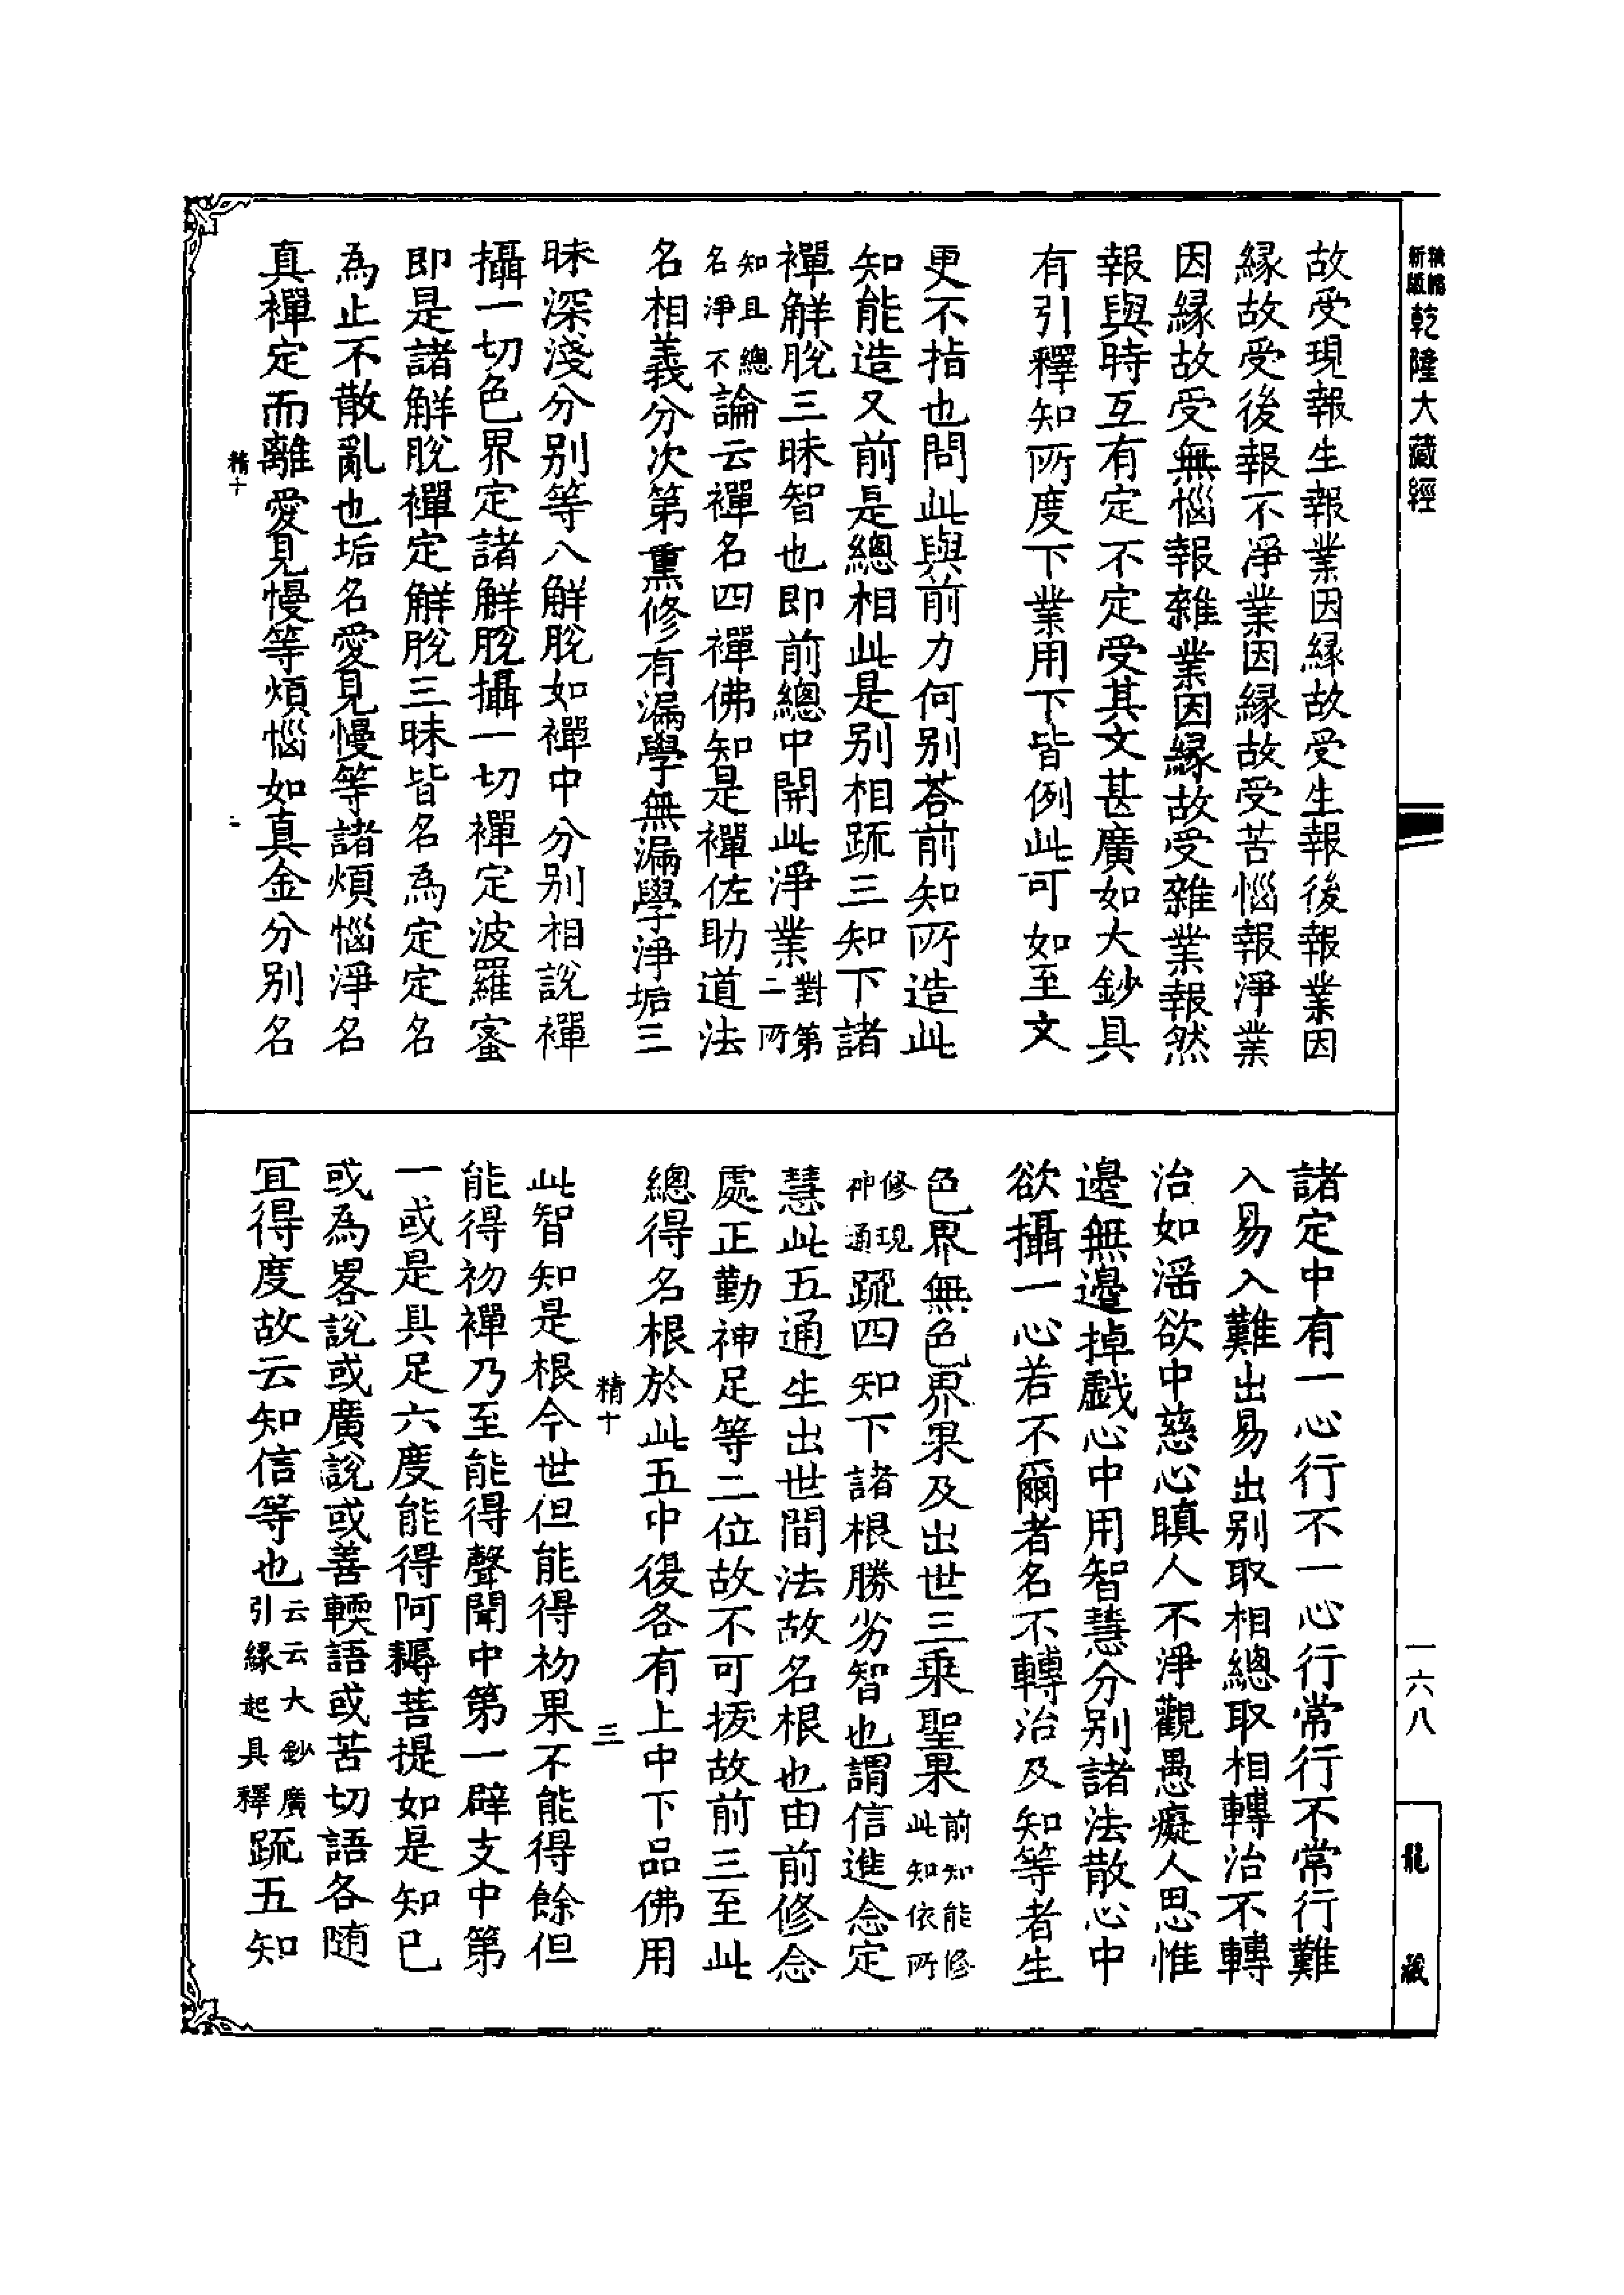 新版
乾隆大藏經
一六八
龍藏
故受現報生報業因緣故受生報後報業因
緣故受後報不淨業因緣故受苦惱報淨業
因緣故受無惱報雜業因緣故受雜業報然
報與時互有定不定受其文甚廣如大鈔具
有引釋知所度下業用下皆例此可如至文
更不指也問此與前力何別荅前知所造此
知能造又前是總相此是別相䟽三知下諸
禪解脫三昧智也即前總中開此淨業對第二所
知且總名淨不論云禪名四禪佛知是禪佐助道法
名相義分次第熏修有漏學無漏學淨垢三
昧深淺分別等八解脫如禪中分別相說禪
攝一切色界定諸解脫攝一切禪定波羅蜜
即是諸解脫禪定解脫三昧皆名為定定名
為止不散亂也垢名愛見慢等諸煩惱淨名
真禪定而離愛見慢等煩惱如真金分別名
精十
二
諸定中有一心行不一心行常行不常行難
入易入難出易出別取相總取相轉治不轉
治如淫欲中慈心瞋人不淨觀愚癡人思惟
邊無邊掉戲心中用智慧分別諸法散心中
欲攝一心若不爾者名不轉治及知等者生
色界無色界果及出世三乘聖果前知能修此知依所
修現神通䟽四知下諸根勝劣智也謂信進念定
慧此五通生出世間法故名根也由前修念
處正勤神足等二位故不可拔故前三至此
總得名根於此五中復各有上中下品佛用
精十
三
此智知是根今世但能得初果不能得餘但
能得初禪乃至能得聲聞中第一辟支中第
一或是具足六度能得阿耨菩提如是知已
或為畧說或廣說或善輭語或苦切語各隨
宜得度故云知信等也云云大鈔廣引緣起具釋䟽五知